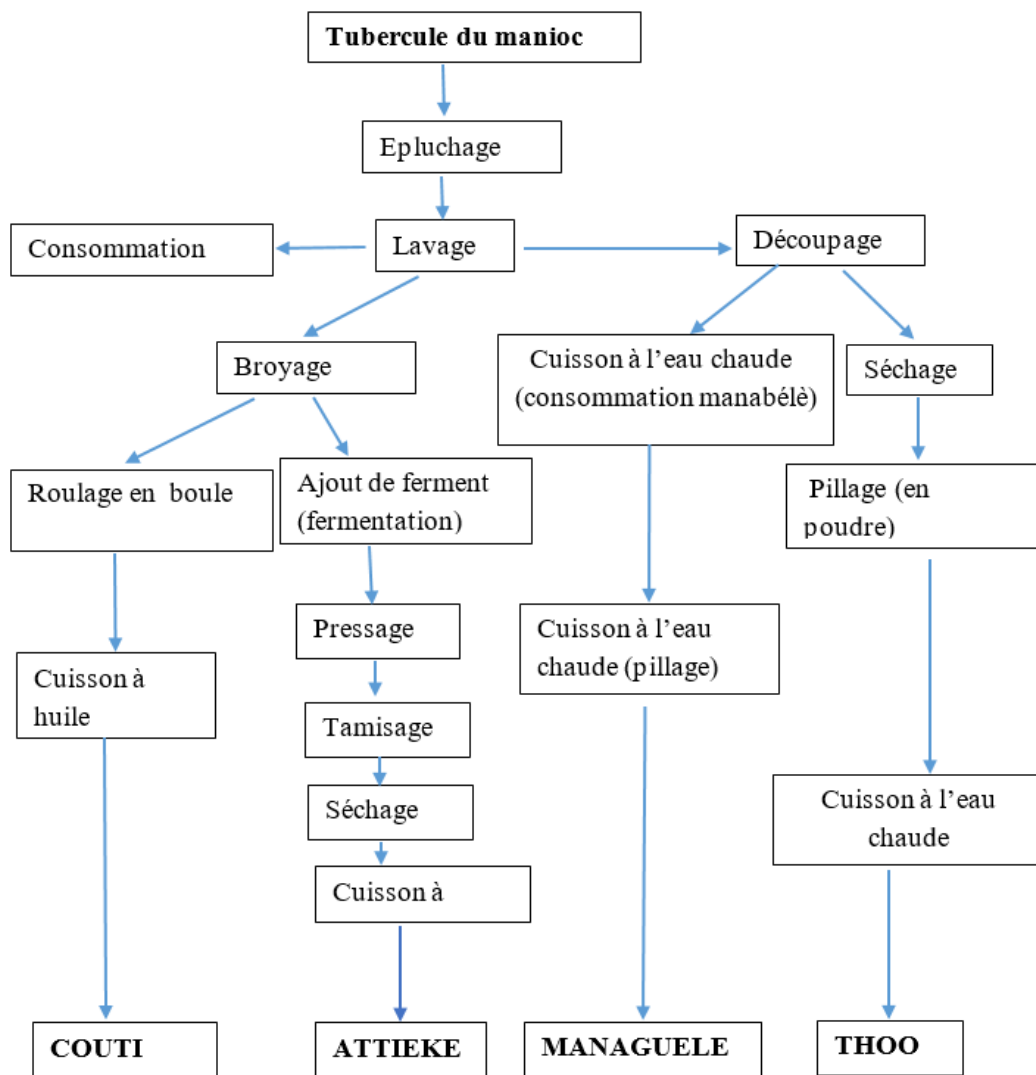 Tubercule du manioc
Epluchage
Consommation
Lavage
Découpage
Broyage
Cuisson à l’eau chaude
(consommation manabélè)
Séchage
Roulage en boule
Ajout de ferment
(fermentation)
Pillage (en
poudre)
Pressage
Cuisson à l’eau
chaude (pillage)
Cuisson à
huile
Tamisage
Séchage
Cuisson à l’eau
chaude
Cuisson à
COUTI
ATTIEKE
MANAGUELE
THOO